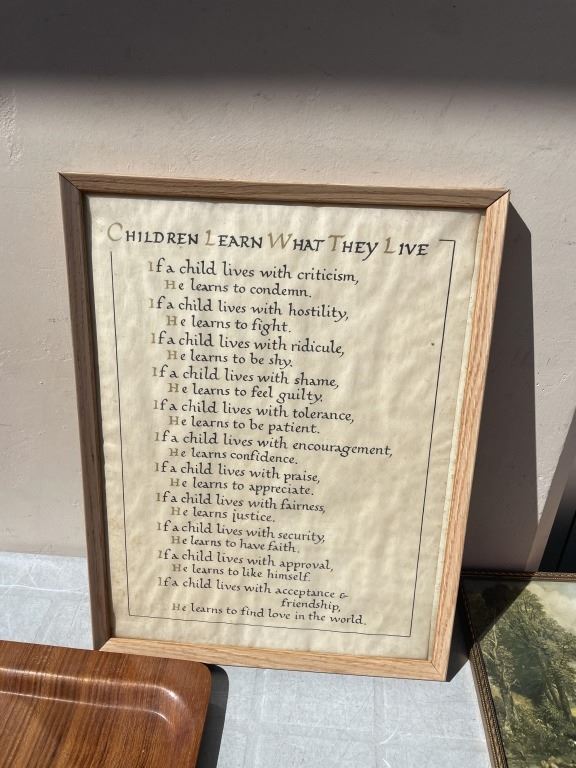 Children Learn What They Live
If a child lives with criticism,
He learns to condemn.
If a child lives with hostility,
He learns to fight.
If a child lives with ridicule,
He learns to be shy.
If a child lives with shame,
He learns to feel guilty.
If a child lives with tolerance,
He learns to be patient.
If a child lives with encouragement,
He learns confidence.
If a child lives with praise,
He learns to appreciate.
If a child lives with fairness,
He learns justice.
If a child lives with security,
He learns to have faith.
If a child lives with approval,
He learns to like himself.
If a child lives with acceptance &
friendship,
He learns to find love in the world.